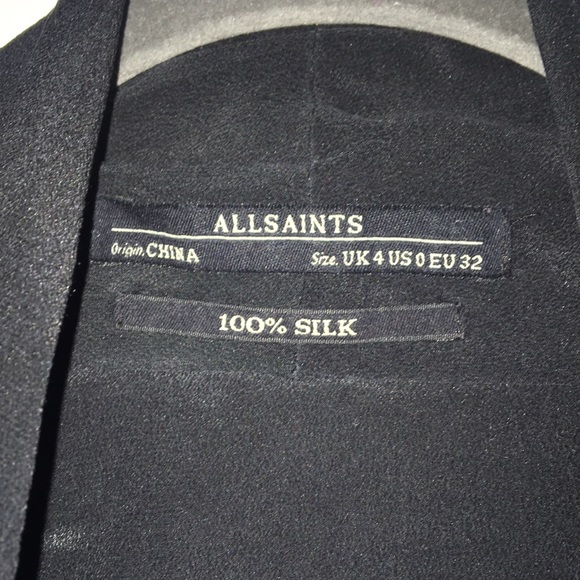 ALLSAINTS
Origin. CHINA Size. UK 4 US 0 EU 32
100% SILK